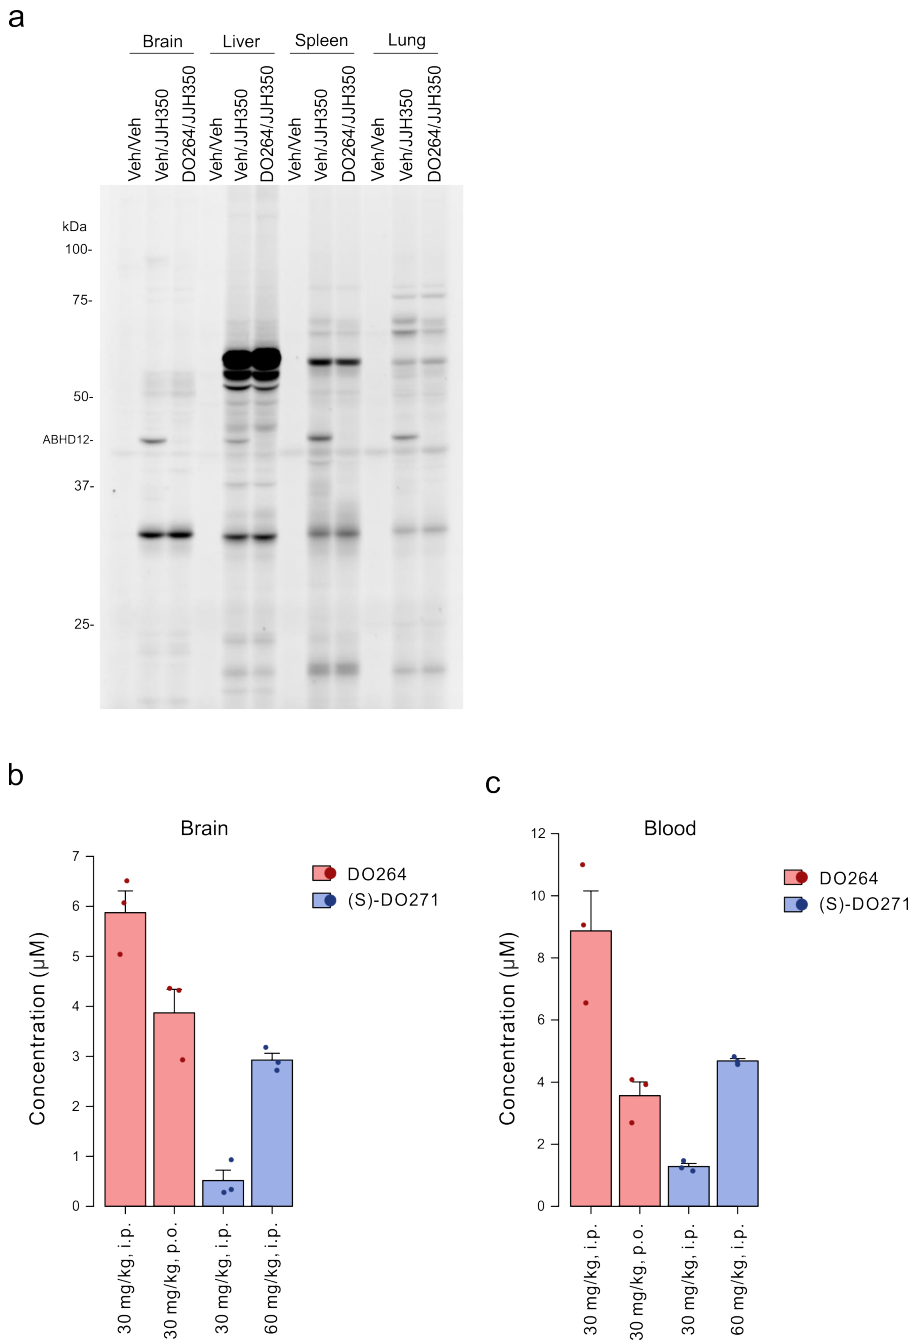 a
Brain Liver Spleen Lung
Veh/Veh
Veh/JJH350
DO264/JJH350
Veh/Veh
Veh/JJH350
DO264/JJH350
Veh/Veh
Veh/JJH350
DO264/JJH350
Veh/Veh
Veh/JJH350
DO264/JJH350
kDa
100-
75-
50-
ABHD12-
37-
25-
b
Brain
Concentration (µM)
7
6
5
4
3
2
1
0
DO264
(S)-DO271
30 mg/kg, i.p.
30 mg/kg, p.o.
30 mg/kg, i.p.
60 mg/kg, i.p.
c
Blood
Concentration (µM)
12
10
8
6
4
2
0
DO264
(S)-DO271
30 mg/kg, i.p.
30 mg/kg, p.o.
30 mg/kg, i.p.
60 mg/kg, i.p.